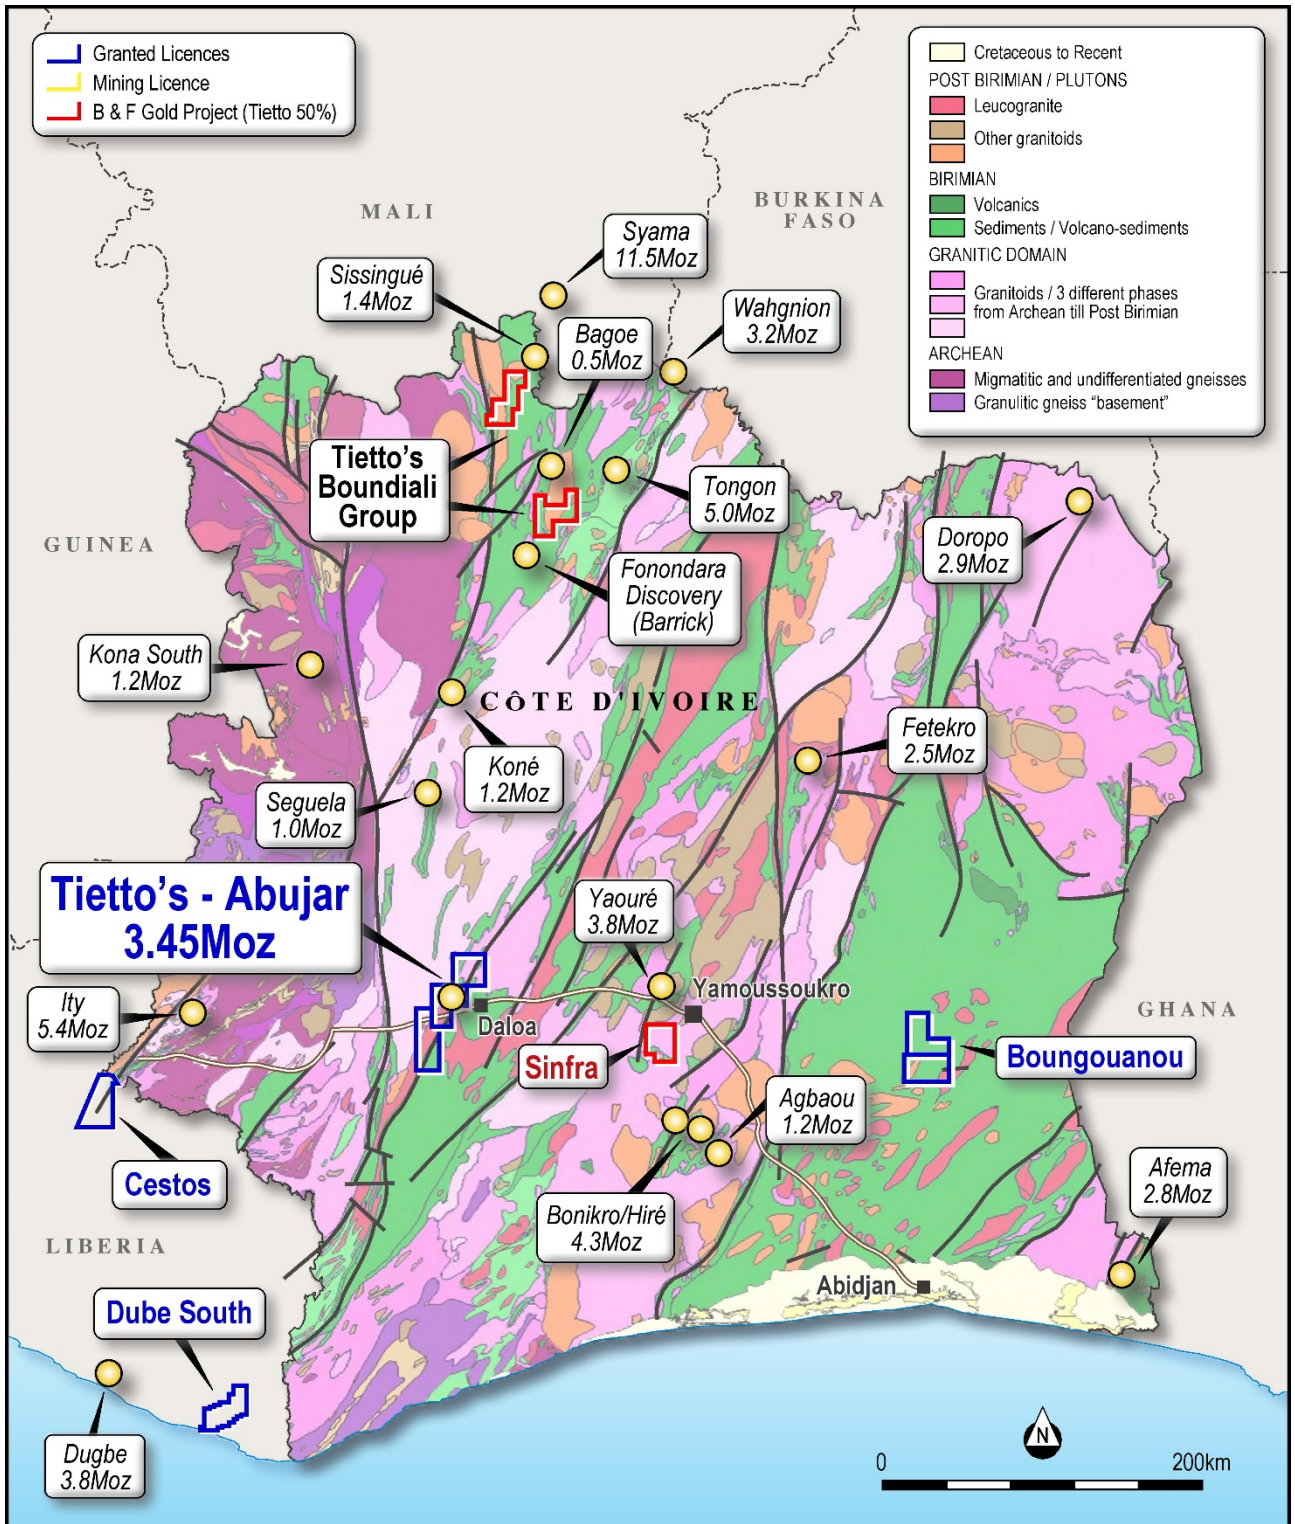 Granted Licences
Mining Licence
B & F Gold Project (Tietto 50%)
Cretaceous to Recent
POST BIRIMIAN / PLUTONS
Leucogranite
Other granitoids
BIRIMIAN
Volcanics
Sediments / Volcano-sediments
GRANITIC DOMAIN
Granitoids / 3 different phases
from Archean till Post Birimian
ARCHEAN
Migmatitic and undifferentiated gneisses
Granulitic gneiss “basement”
MALI
BURKINA
FASO
Syama
11.5Moz
Sissingué
1.4Moz
Wahgnion
3.2Moz
Bagoe
0.5Moz
Tietto's
Boundiali
Group
Tongon
5.0Moz
Doropo
2.9Moz
GUINEA
Fonondara
Discovery
(Barrick)
Kona South
1.2Moz
CÔTE D'IVOIRE
Fetekro
2.5Moz
Koné
1.2Moz
Seguela
1.0Moz
Tietto's - Abujar
3.45Moz
Yaouré
3.8Moz
Yamoussoukro
Ity
5.4Moz
Daloa
GHANA
Sinfra
Boungouanou
Agbaou
1.2Moz
Cestos
Afema
2.8Moz
Bonikro/Hiré
4.3Moz
LIBERIA
Abidjan
Dube South
Dugbe
3.8Moz
N
0 200km